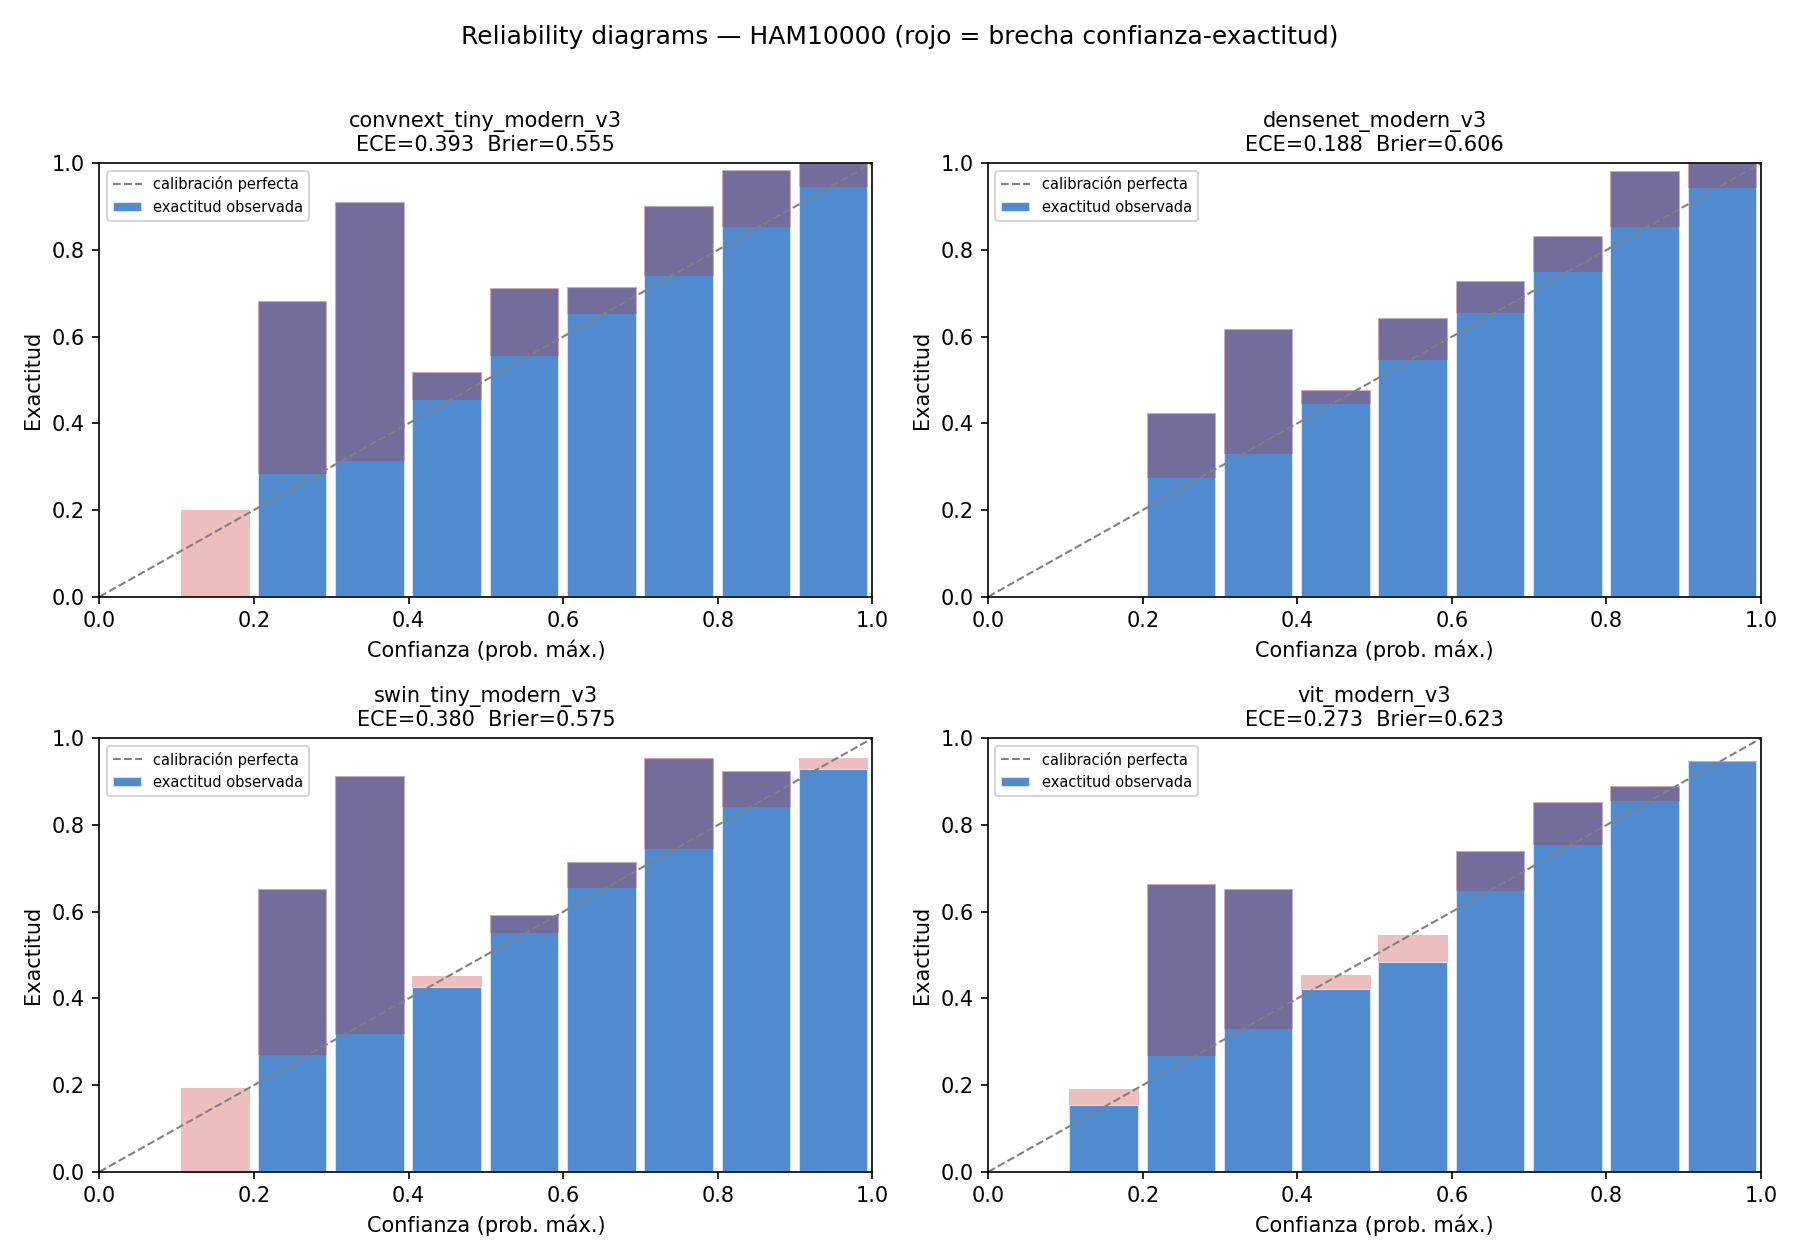 Reliability diagrams — HAM10000 (rojo = brecha confianza-exactitud)
convnext_tiny_modern_v3
ECE=0.393  Brier=0.555
calibración perfecta
exactitud observada
1.0
0.8
0.6
0.4
0.2
0.0
Exactitud
0.0 0.2 0.4 0.6 0.8 1.0
Confianza (prob. máx.)
densenet_modern_v3
ECE=0.188  Brier=0.606
calibración perfecta
exactitud observada
1.0
0.8
0.6
0.4
0.2
0.0
Exactitud
0.0 0.2 0.4 0.6 0.8 1.0
Confianza (prob. máx.)
swin_tiny_modern_v3
ECE=0.380  Brier=0.575
calibración perfecta
exactitud observada
1.0
0.8
0.6
0.4
0.2
0.0
Exactitud
0.0 0.2 0.4 0.6 0.8 1.0
Confianza (prob. máx.)
vit_modern_v3
ECE=0.273  Brier=0.623
calibración perfecta
exactitud observada
1.0
0.8
0.6
0.4
0.2
0.0
Exactitud
0.0 0.2 0.4 0.6 0.8 1.0
Confianza (prob. máx.)